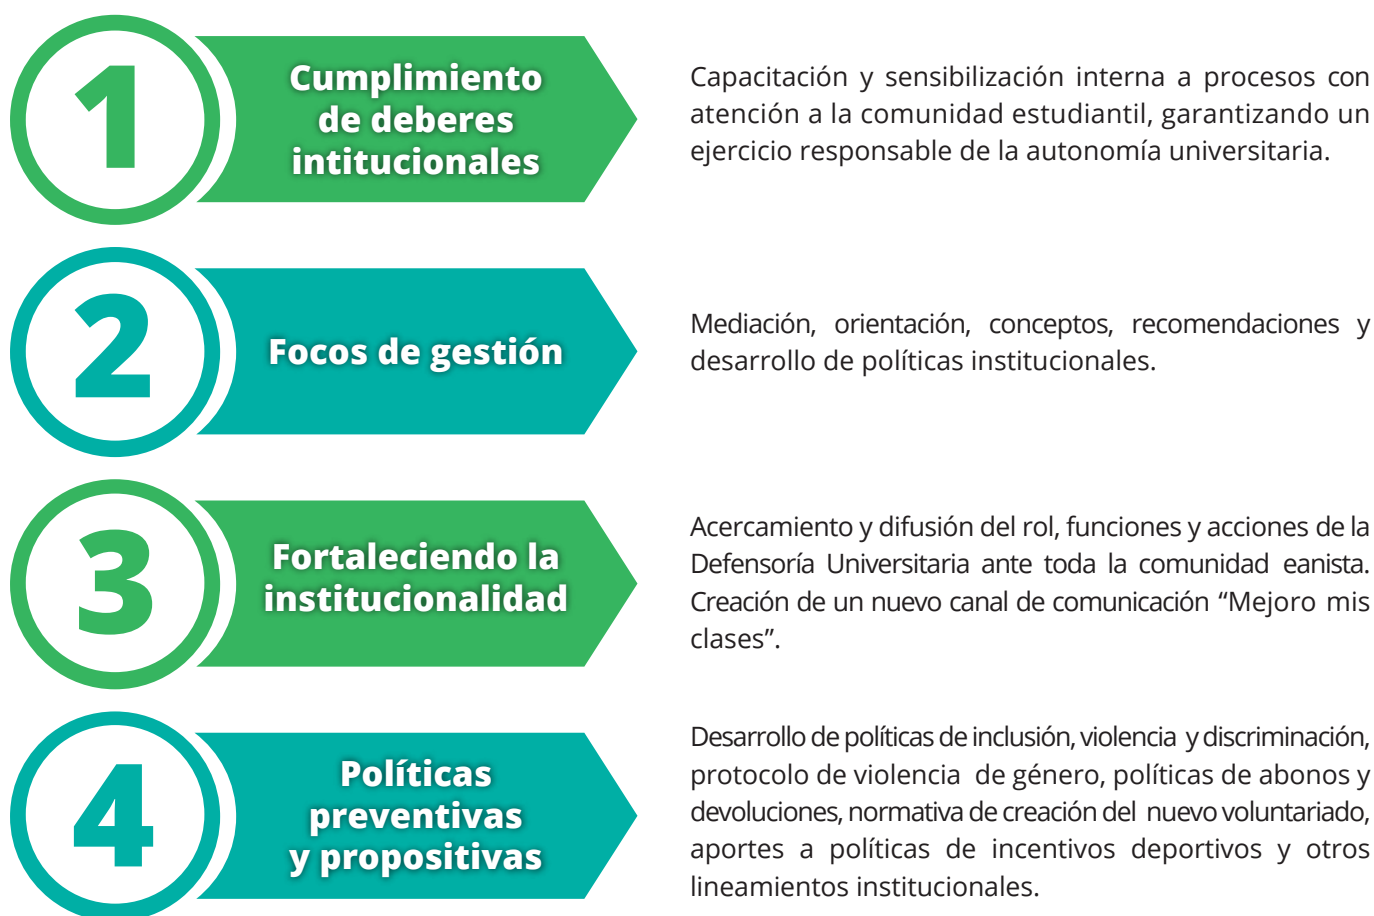 1
Cumplimiento
de deberes
intitucionales
Capacitación y sensibilización interna a procesos con
atención a la comunidad estudiantil, garantizando un
ejercicio responsable de la autonomía universitaria.
2
Focos de gestión
Mediación, orientación, conceptos, recomendaciones y
desarrollo de políticas institucionales.
3
Fortaleciendo la
institucionalidad
Acercamiento y difusión del rol, funciones y acciones de la
Defensoría Universitaria ante toda la comunidad eanista.
Creación de un nuevo canal de comunicación “Mejoro mis
clases”.
4
Políticas
preventivas
y propositivas
Desarrollo de políticas de inclusión, violencia y discriminación,
protocolo de violencia de género, políticas de abonos y
devoluciones, normativa de creación del nuevo voluntariado,
aportes a políticas de incentivos deportivos y otros
lineamientos institucionales.